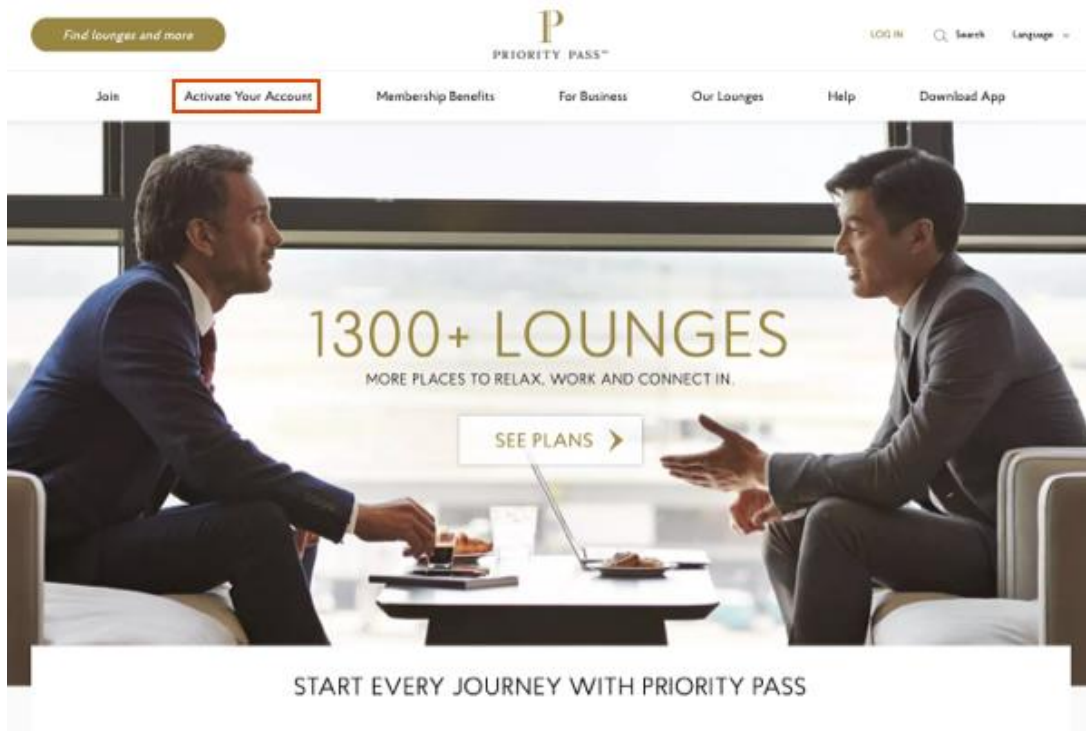 Find lounges and more
PRIORITY PASS™
LOG IN
Search
Language
Join
Activate Your Account
Membership Benefits
For Business
Our Lounges
Help
Download App
1300+ LOUNGES
MORE PLACES TO RELAX, WORK AND CONNECT IN.
SEE PLANS
START EVERY JOURNEY WITH PRIORITY PASS